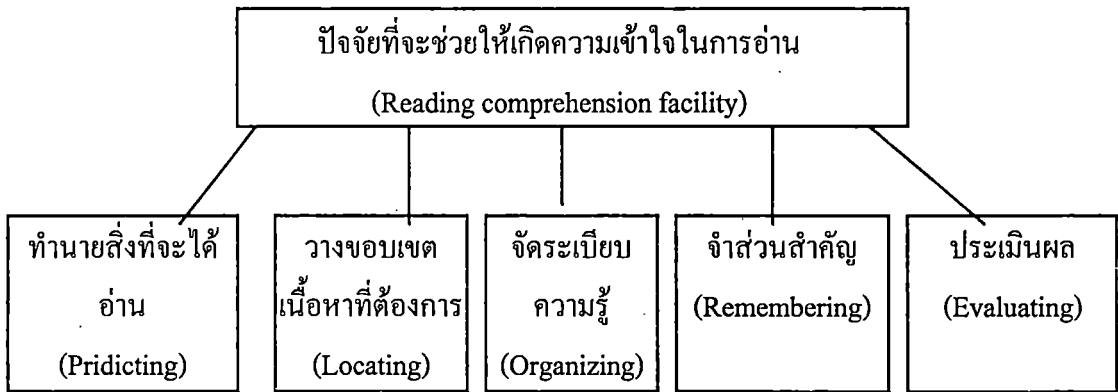 ปัจจัยที่จะช่วยให้เกิดความเข้าใจในการอ่าน
(Reading comprehension facility)
ทำนายสิ่งที่จะได้
อ่าน
(Pridicting)
วางขอบเขต
เนื้อหาที่ต้องการ
(Locating)
จัดระเบียบ
ความรู้
(Organizing)
จำส่วนสำคัญ
(Remembering)
ประเมินผล
(Evaluating)